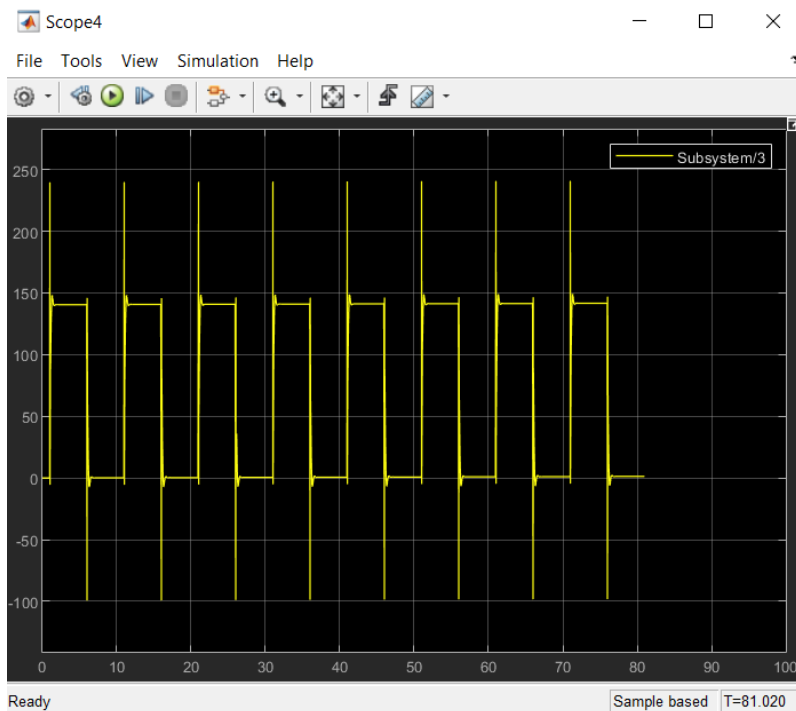 Scope4
File Tools View Simulation Help
Subsystem/3
250
200
150
100
50
0
-50
-100
0 10 20 30 40 50 60 70 80 90 100
Ready Sample based T=81.020